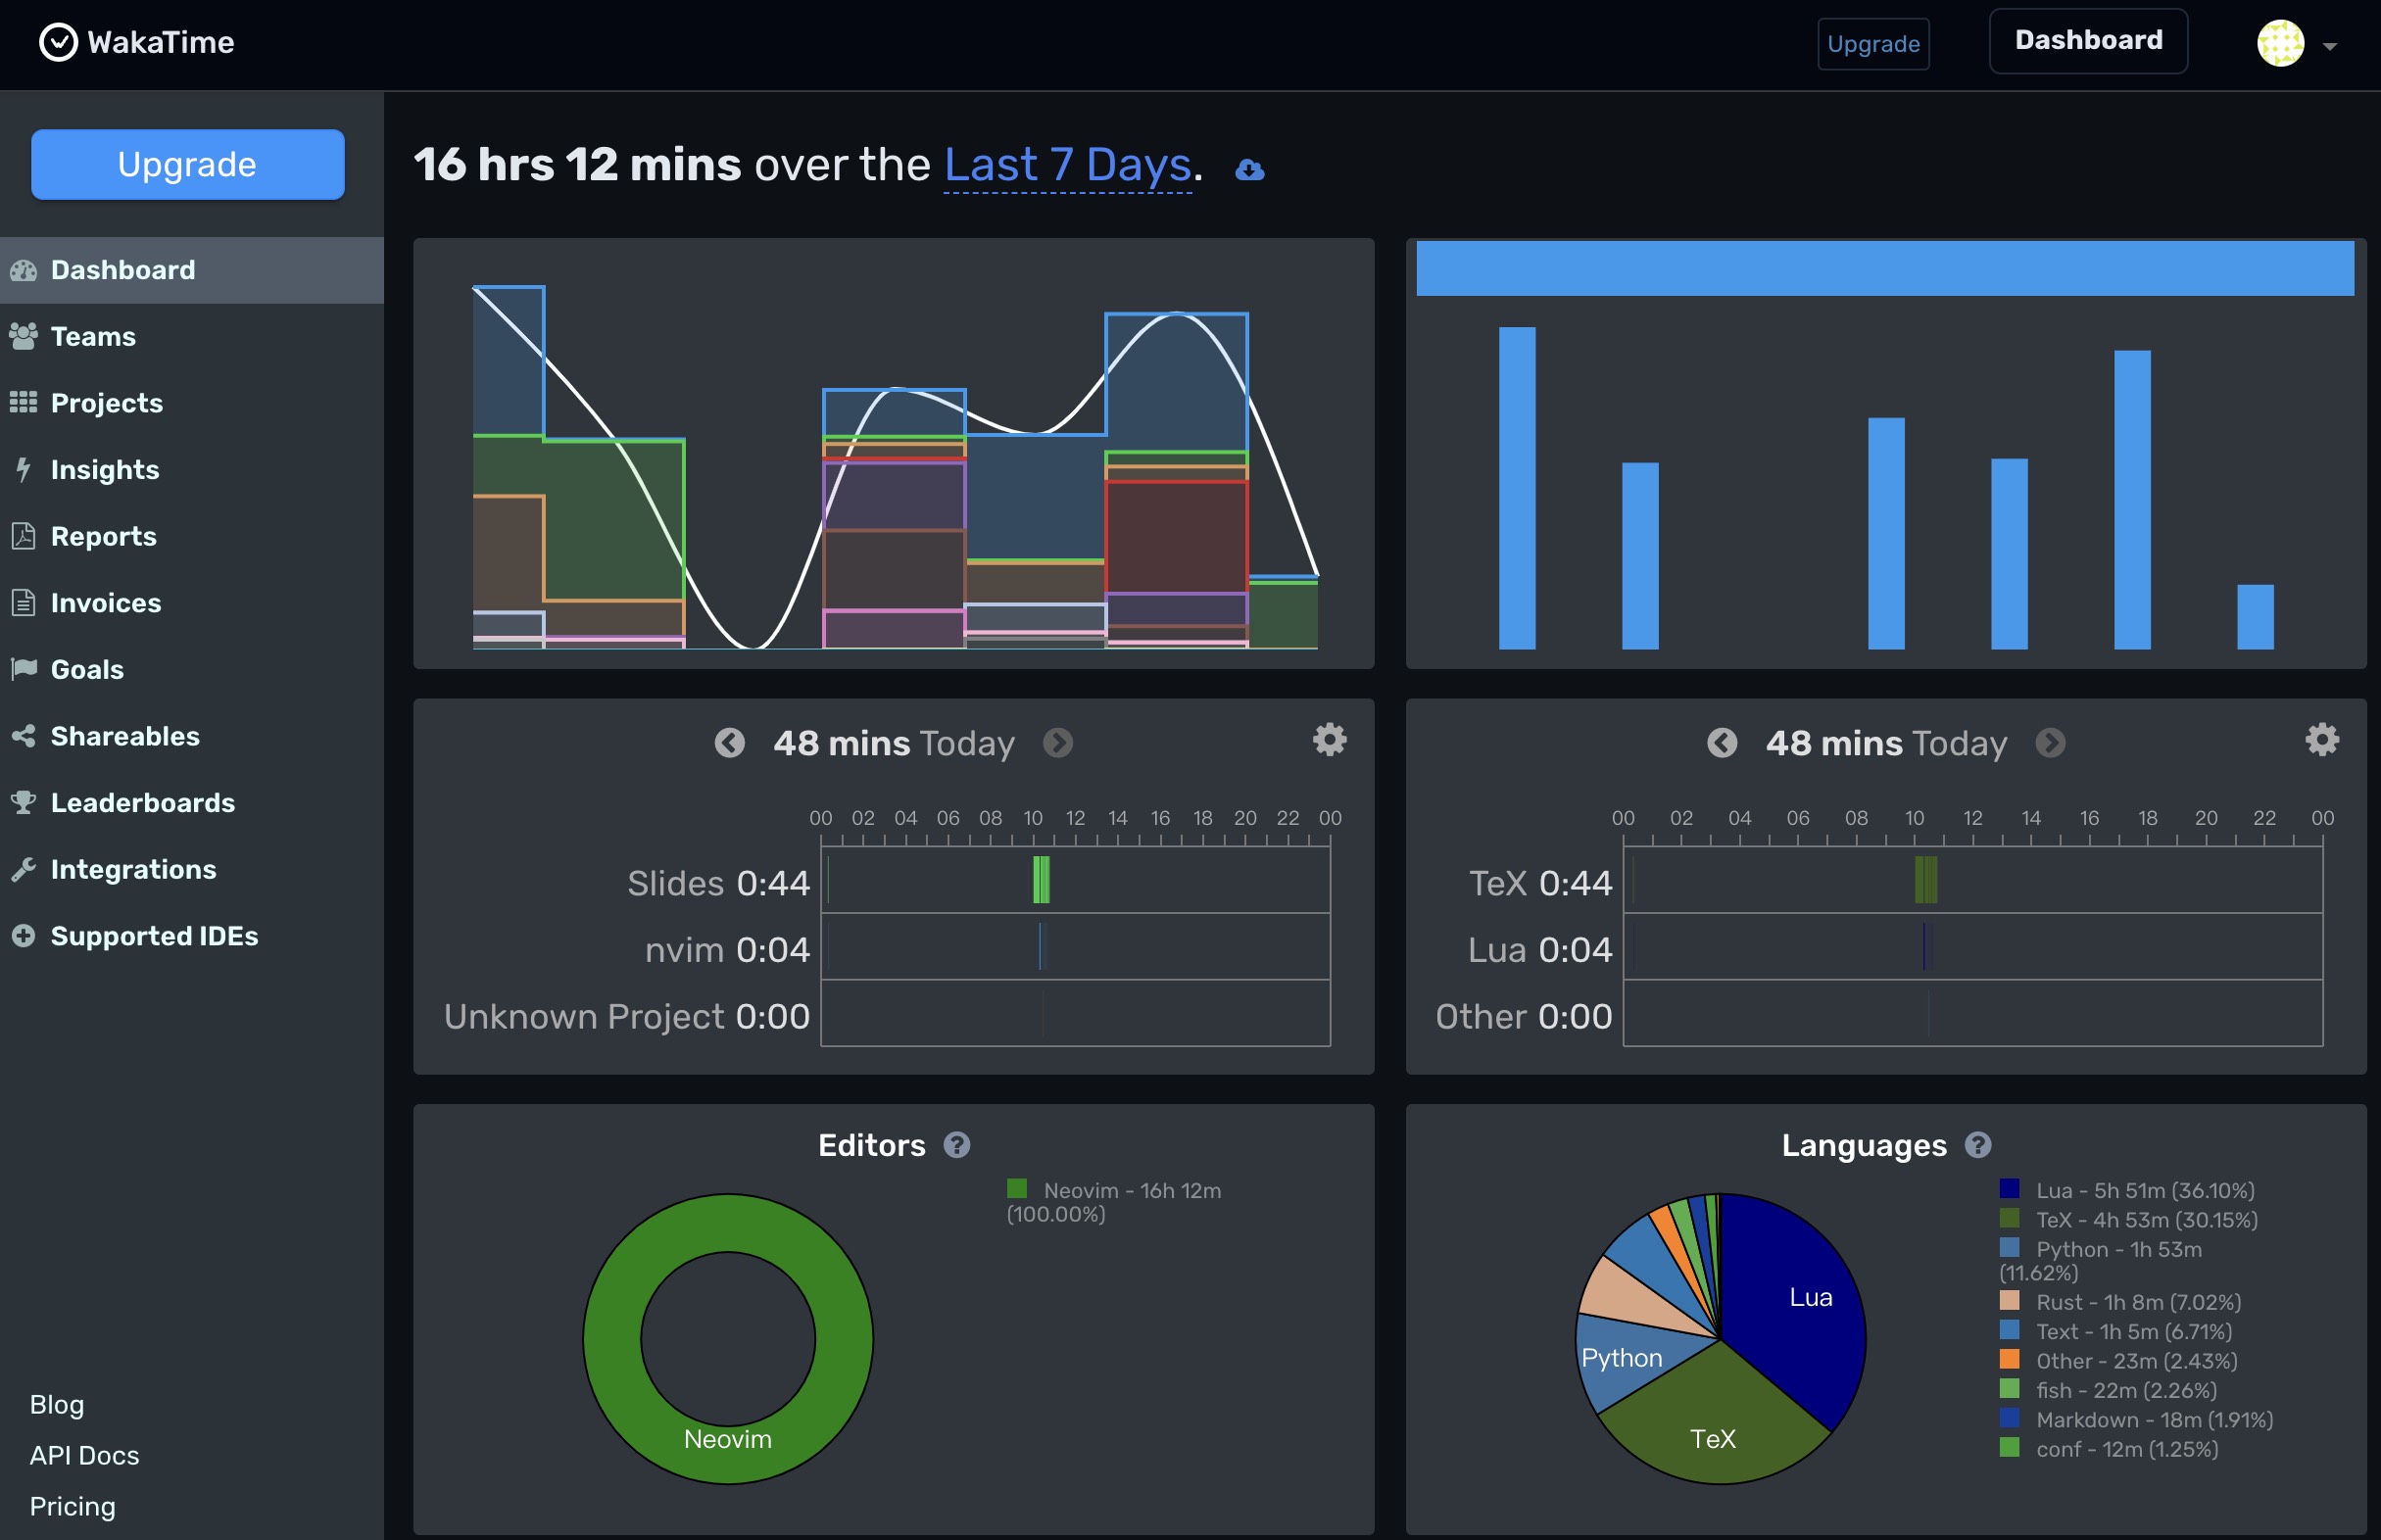 WakaTime
Upgrade
Dashboard
Upgrade
Dashboard
Teams
Projects
Insights
Reports
Invoices
Goals
Shareables
Leaderboards
Integrations
Supported IDEs
Blog
API Docs
Pricing
16 hrs 12 mins over the Last 7 Days.
48 mins Today
00 02 04 06 08 10 12 14 16 18 20 22 00
Slides 0:44
nvim 0:04
Unknown Project 0:00
48 mins Today
00 02 04 06 08 10 12 14 16 18 20 22 00
TeX 0:44
Lua 0:04
Other 0:00
Editors ?
Neovim - 16h 12m
(100.00%)
Neovim
Languages ?
Lua - 5h 51m (36.10%)
TeX - 4h 53m (30.15%)
Python - 1h 53m
(11.62%)
Rust - 1h 8m (7.02%)
Text - 1h 5m (6.71%)
Other - 23m (2.43%)
fish - 22m (2.26%)
Markdown - 18m (1.91%)
conf - 12m (1.25%)
Lua
Python
TeX